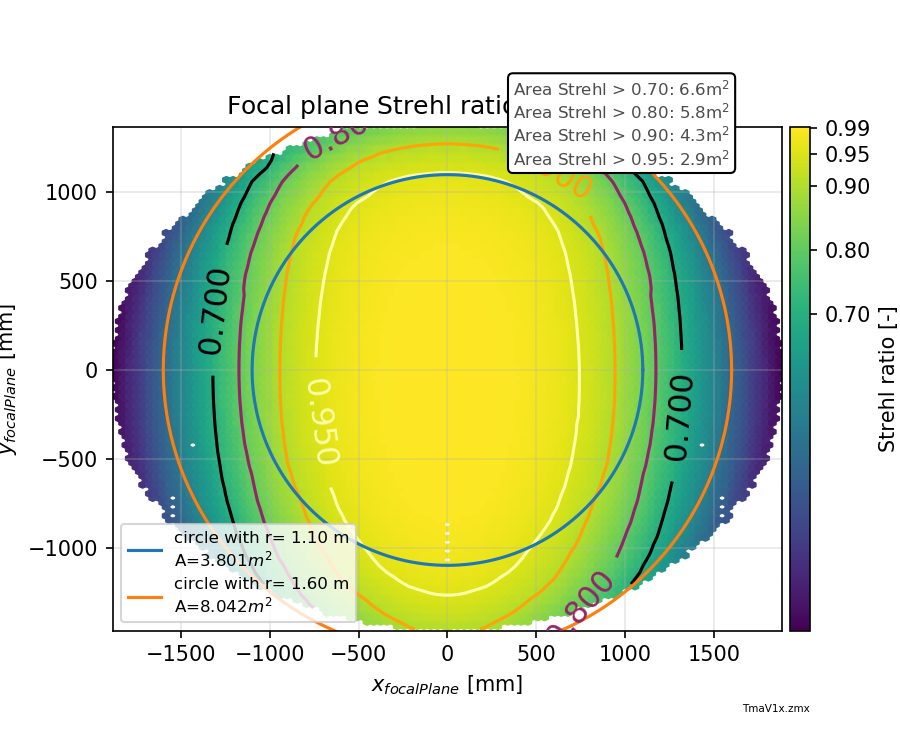 Focal plane Strehl ratio
Area Strehl > 0.70: 6.6m²
Area Strehl > 0.80: 5.8m²
Area Strehl > 0.90: 4.3m²
Area Strehl > 0.95: 2.9m²
0.99
0.95
0.90
0.80
0.70
Strehl ratio [-]
1000
500
0
−500
−1000
y_focalPlane [mm]
0.700
0.950
0.700
circle with r= 1.10 m
A=3.801m²
circle with r= 1.60 m
A=8.042m²
−1500
−1000
−500
0
500
1000
1500
x_focalPlane [mm]
TmaV1x.zmx